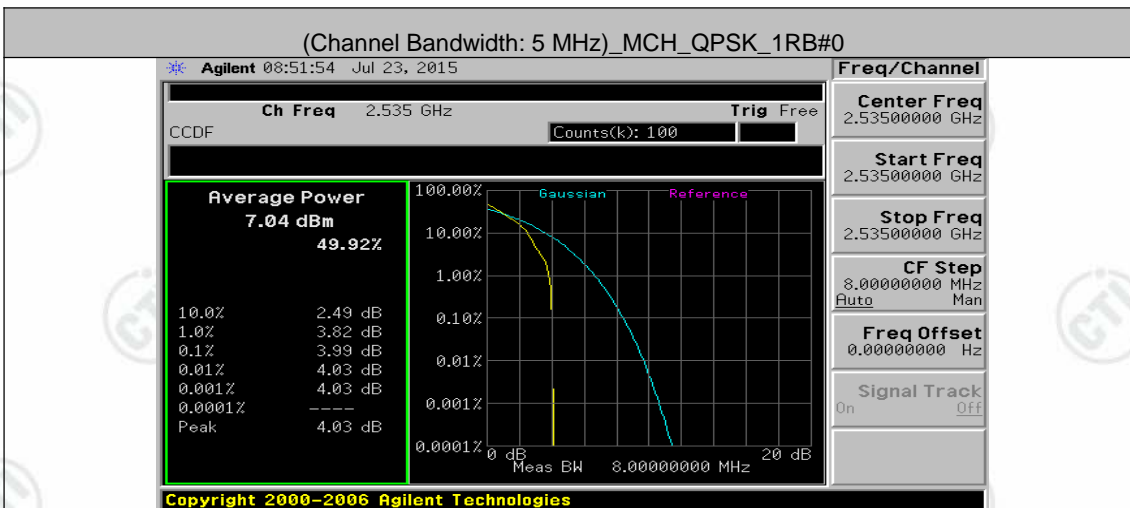 (Channel Bandwidth: 5 MHz)_MCH_QPSK_1RB#0
Agilent 08:51:54 Jul 23, 2015
Freq/Channel
Ch Freq 2.535 GHz Trig Free
CCDF Counts(k): 100
Average Power
7.04 dBm
49.92%
10.0% 2.49 dB
1.0% 3.82 dB
0.1% 3.99 dB
0.01% 4.03 dB
0.001% 4.03 dB
0.0001% ----
Peak 4.03 dB
Gaussian Reference
100.00%
10.00%
1.00%
0.10%
0.01%
0.001%
0.0001%
0 dB 20 dB
Meas BW 8.00000000 MHz
Center Freq
2.53500000 GHz
Start Freq
2.53500000 GHz
Stop Freq
2.53500000 GHz
CF Step
8.00000000 MHz
Auto Man
Freq Offset
0.00000000 Hz
Signal Track
On Off
Copyright 2000-2006 Agilent Technologies
CTI
CTI